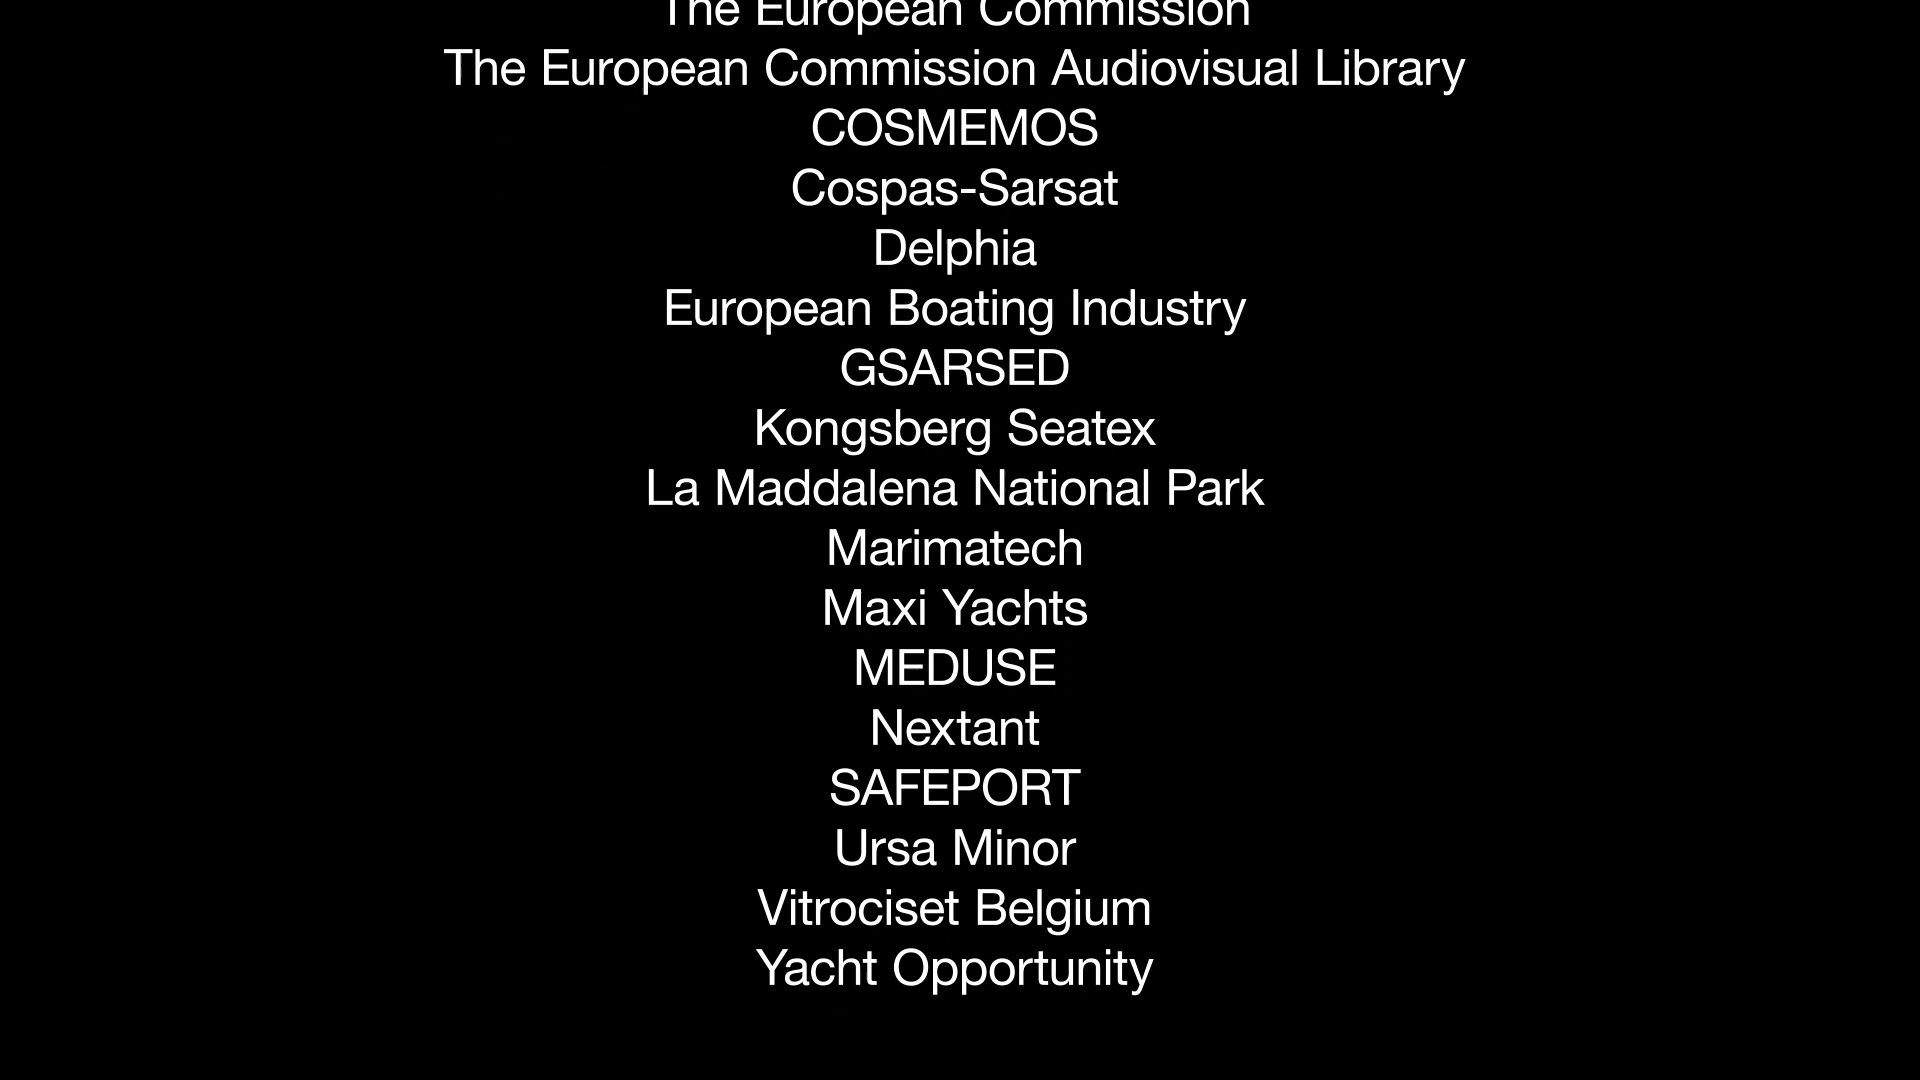 The European Commission
The European Commission Audiovisual Library
COSMEMOS
Cospas-Sarsat
Delphia
European Boating Industry
GSARSED
Kongsberg Seatex
La Maddalena National Park
Marimatech
Maxi Yachts
MEDUSE
Nextant
SAFEPORT
Ursa Minor
Vitrociset Belgium
Yacht Opportunity